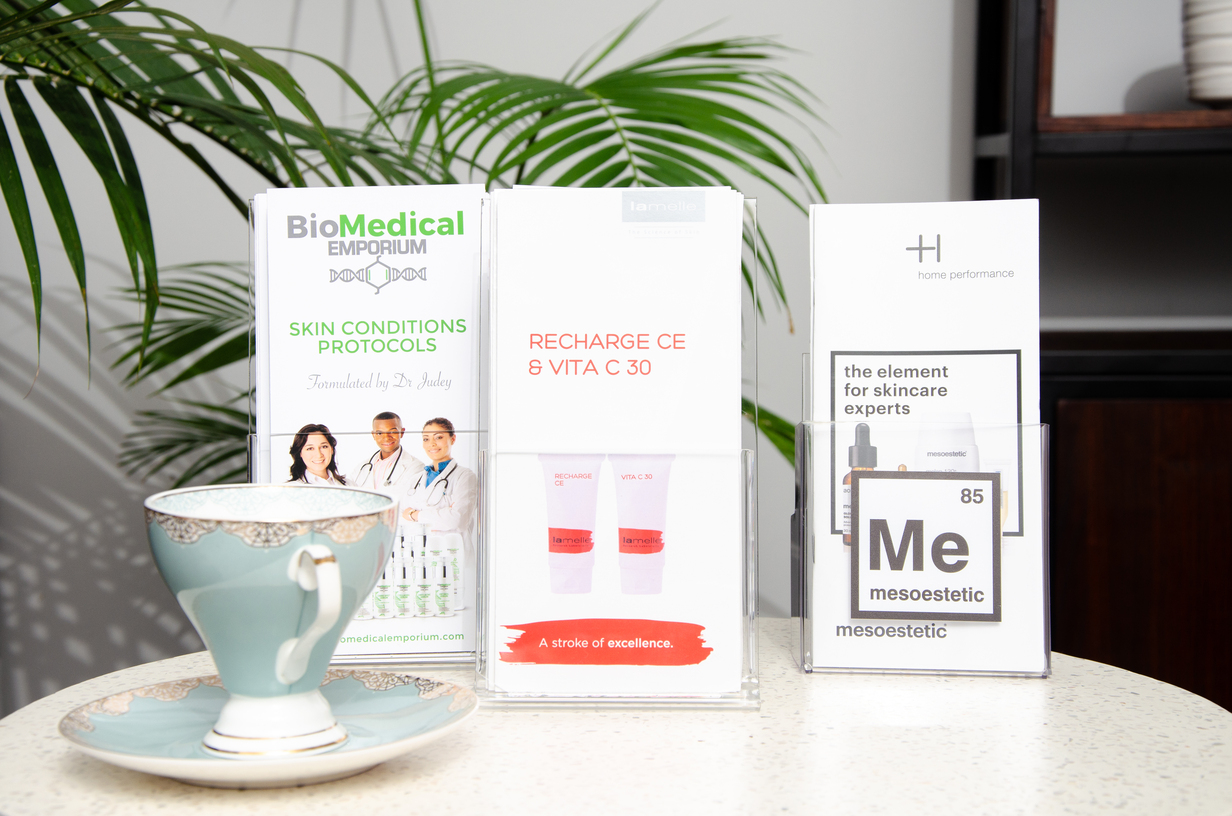 BioMedical
EMPORIUM
SKIN CONDITIONS
PROTOCOLS
Formulated by Dr Judey
omedicalemporium.com
lamelle
RECHARGE CE
& VITA C 30
RECHARGE
CE
VITA C 30
lamelle
lamelle
A stroke of excellence.
home performance
the element
for skincare
experts
mesoestetic
85
Me
mesoestetic
mesoestetic